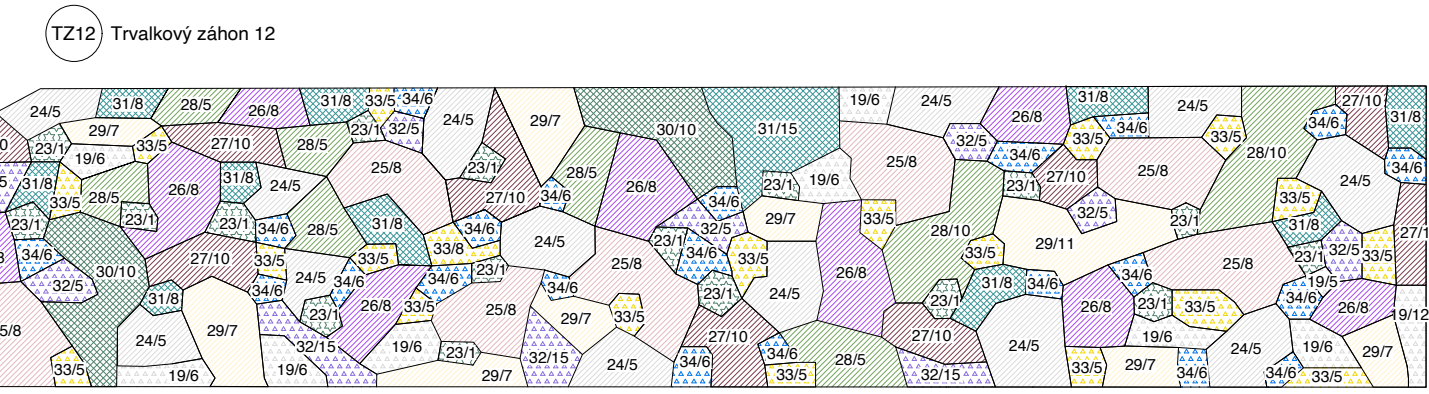 TZ12 Trvalkový záhon 12
24/5 31/8 28/5 26/8 31/8 33/5 34/6 19/6 24/5 31/8 24/5 27/10
29/7 27/10 28/5 23/1 32/5 24/5 29/7 30/10 31/15 26/8 33/5 34/6 33/5 34/6 31/8
23/1 19/6 33/5 25/8 23/1 28/5 26/8 23/1 19/6 25/8 32/5 34/6 27/10 25/8 28/10 24/5 34/6
31/8 33/5 28/5 26/8 31/8 24/5 27/10 34/6 34/6 23/1 33/5
23/1 23/1 23/1 34/6 28/5 31/8 34/6 32/5 29/7 33/5 28/10 32/5 23/1 31/8
34/6 27/10 33/5 33/5 33/8 24/5 23/1 34/6 33/5 33/5 29/11 23/1 32/5 33/5 27/1
30/10 32/5 34/6 24/5 34/6 34/6 23/1 34/6 25/8 26/8 31/8 34/6 34/6 25/8 19/5
31/8 23/1 26/8 33/5 25/8 29/7 33/5 23/1 24/5 23/1 26/8 23/1 33/5 34/6 26/8 19/12
5/8 24/5 29/7 32/15 19/6 23/1 32/15 27/10 34/6 28/5 27/10 24/5 19/6 24/5 19/6 29/7
33/5 19/6 19/6 29/7 24/5 34/6 33/5 32/15 33/5 29/7 34/6 34/6 33/5